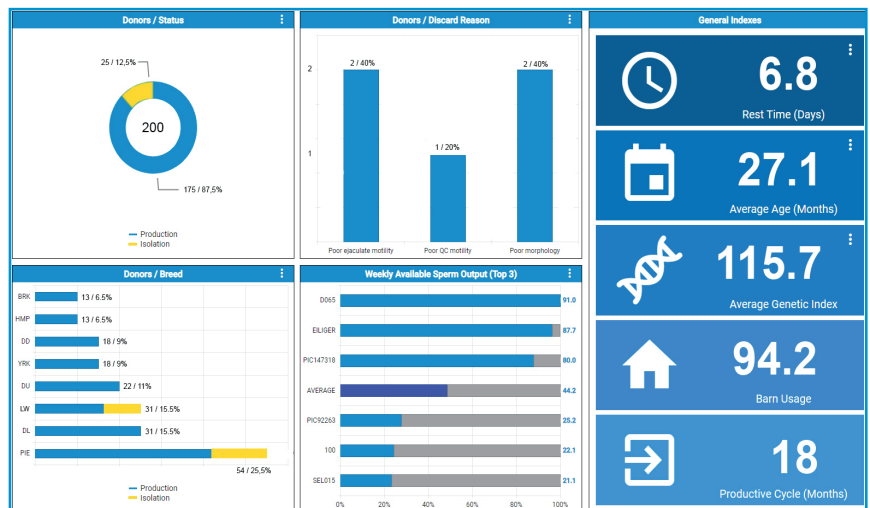 Donors / Status
25 / 12,5%
200
175 / 87,5%
Production
Isolation
Donors / Discard Reason
2
1
2 / 40%
1 / 20%
2 / 40%
Poor ejaculate motility
Poor QC motility
Poor morphology
General Indexes
6.8
Rest Time (Days)
27.1
Average Age (Months)
115.7
Average Genetic Index
94.2
Barn Usage
18
Productive Cycle (Months)
Donors / Breed
BRK 13 / 6.5%
HMP 13 / 6.5%
DD 18 / 9%
YRK 18 / 9%
DU 22 / 11%
LW 31 / 15.5%
DL 31 / 15.5%
PIE
54 / 25,5%
Production
Isolation
Weekly Available Sperm Output (Top 3)
D065 91.0
EILIGER 87.7
PIC147318 80.0
AVERAGE 44.2
PIC92263 25.2
100 22.1
SEL015 21.1
0% 20% 40% 60% 80% 100%